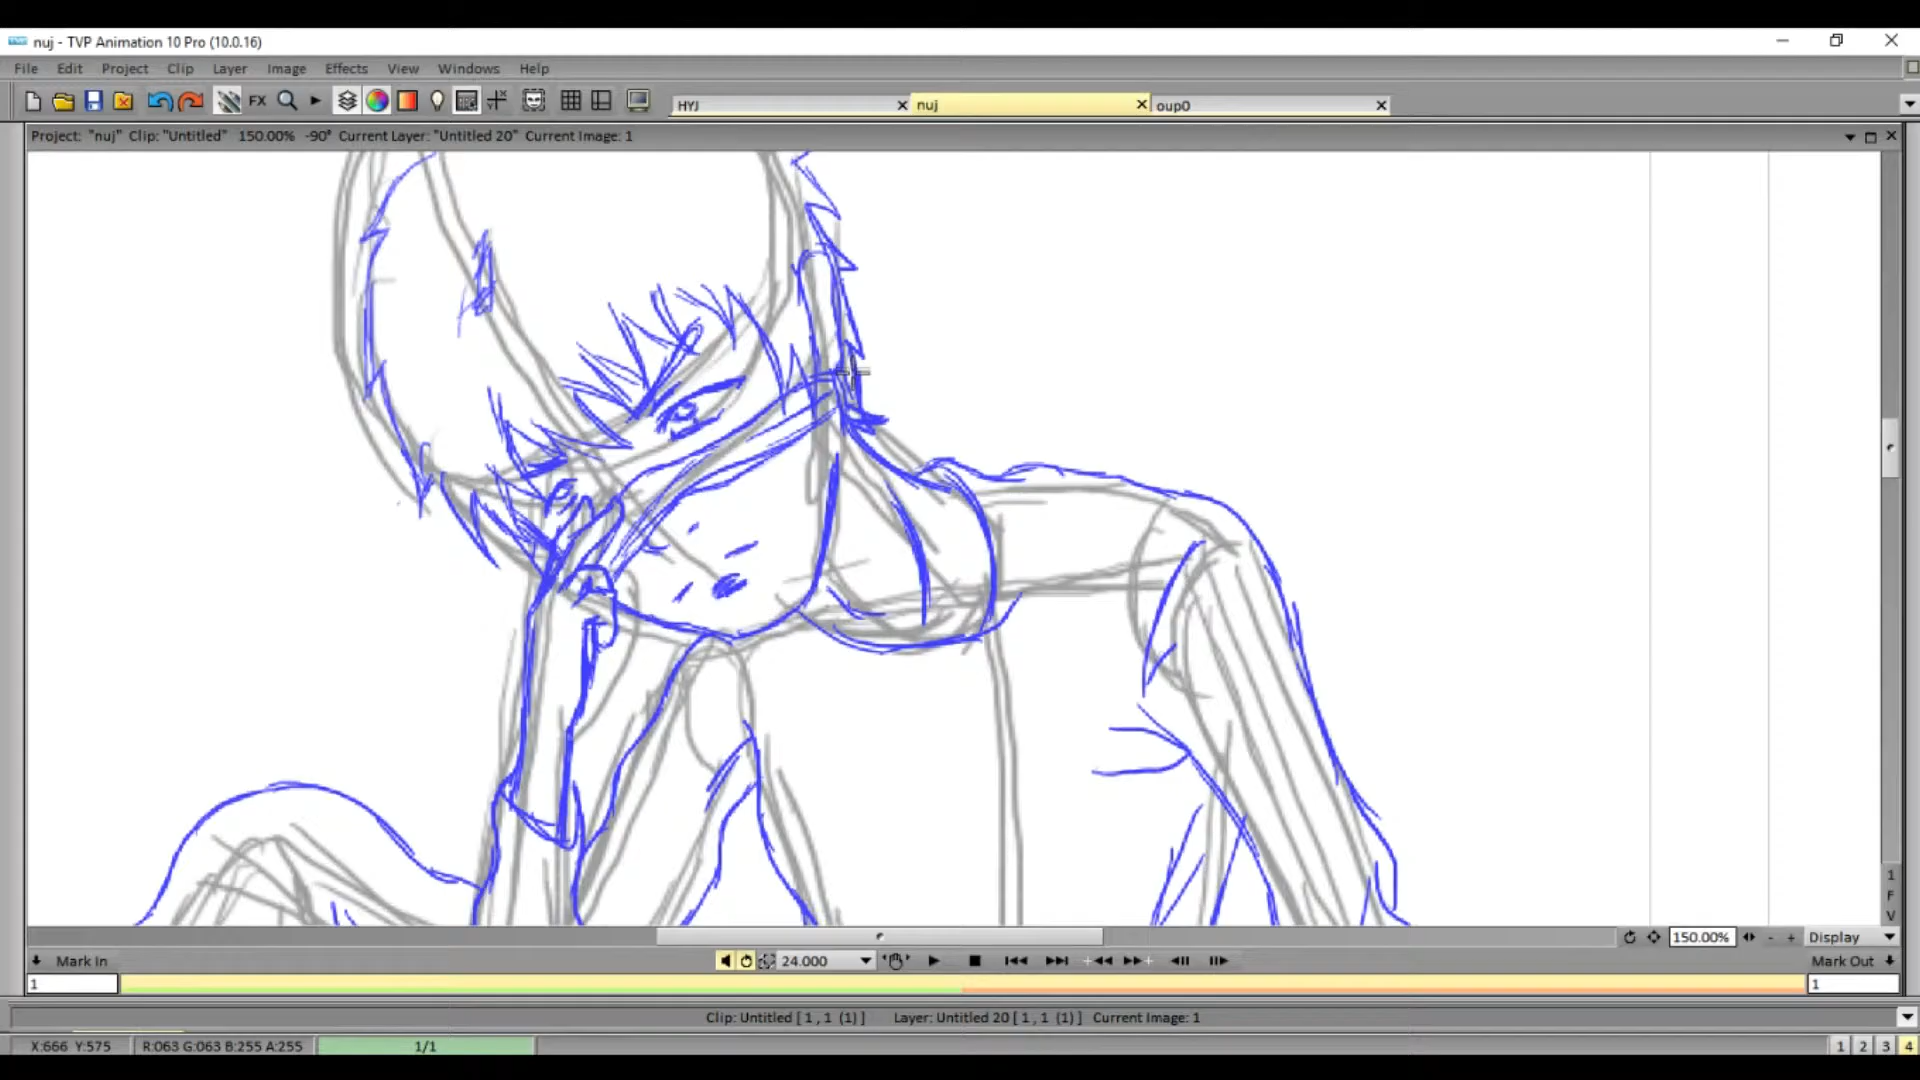 nuj - TVP Animation 10 Pro (10.0.16)
File Edit Project Clip Layer Image Effects View Windows Help
FX HYJ nuj oup0
Project: "nuj" Clip: "Untitled" 150.00% -90° Current Layer: "Untitled 20" Current Image: 1
1
F
V
150.00% - + Display
24.000
Mark In Mark Out
1 1
Clip: Untitled [ 1 , 1 (1) ] Layer: Untitled 20 [ 1 , 1 (1) ] Current Image: 1
X:666 Y:575 R:063 G:063 B:255 A:255 1/1 1 2 3 4